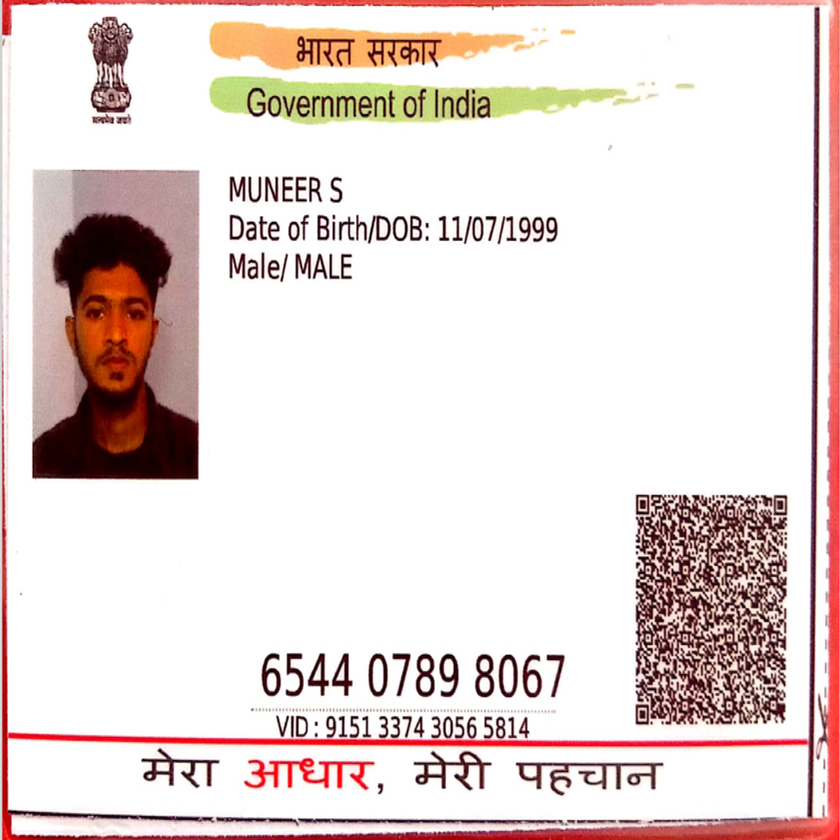 भारत सरकार
Government of India
सत्यमेव जयते
MUNEER S
Date of Birth/DOB: 11/07/1999
Male/ MALE
6544 0789 8067
VID : 9151 3374 3056 5814
मेरा आधार, मेरी पहचान